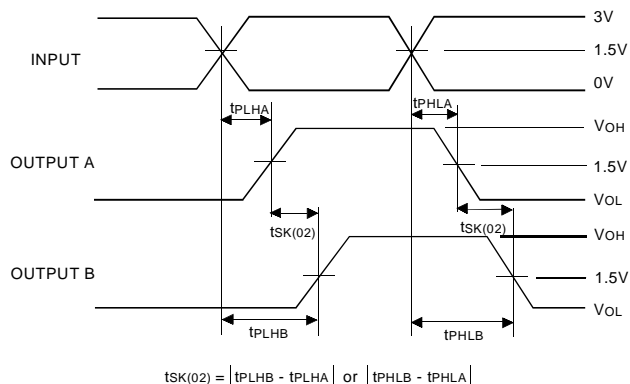 3V
INPUT
1.5V
0V
tPLHA
tPHLA
VOH
OUTPUT A
1.5V
VOL
tSK(02)
tSK(02)
VOH
OUTPUT B
1.5V
VOL
tPLHB
tPHLB
tSK(02) = |tPLHB - tPLHA| or |tPHLB - tPHLA|